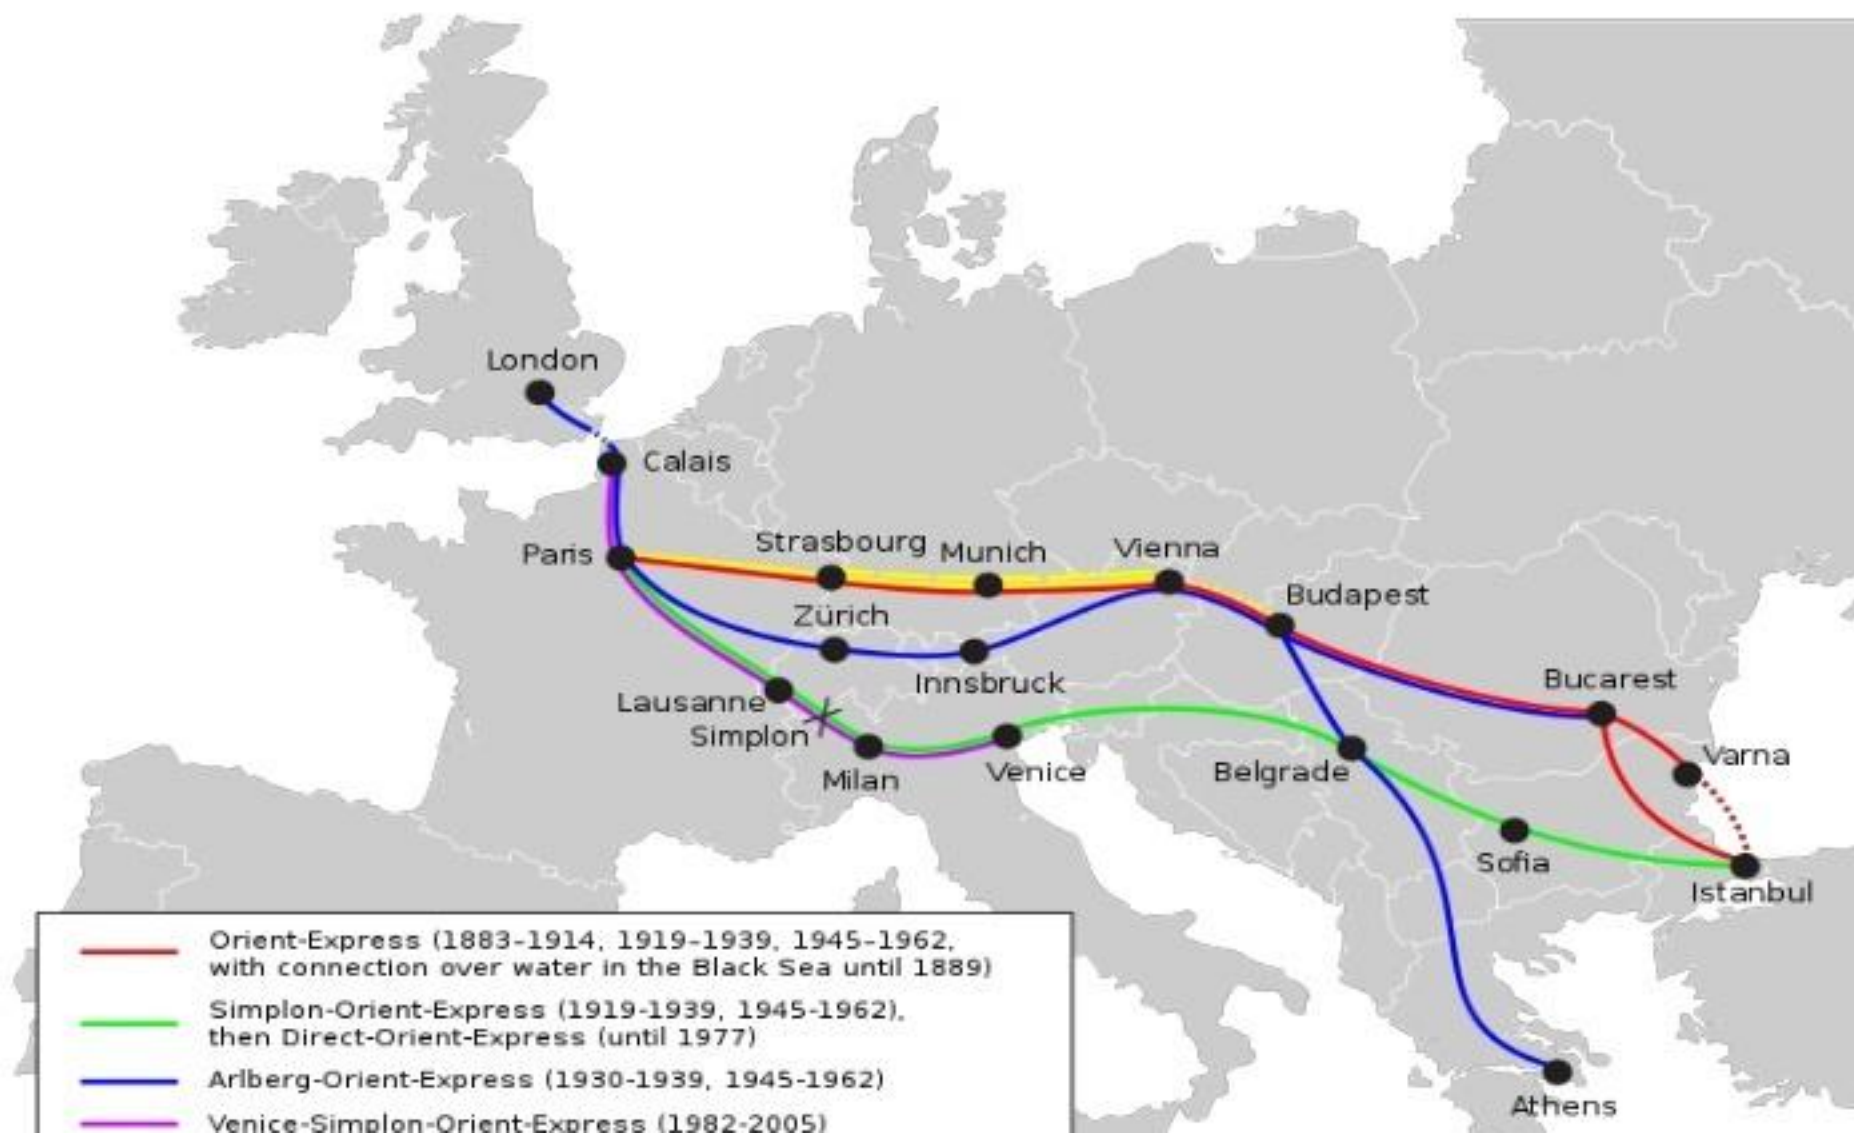 London
Calais
Strasbourg
Munich
Vienna
Paris
Budapest
Zürich
Innsbruck
Bucarest
Lausanne
Simplon
Varna
Milan
Venice
Belgrade
Sofia
Istanbul
Orient-Express (1883–1914, 1919–1939, 1945–1962,
with connection over water in the Black Sea until 1889)
Simplon-Orient-Express (1919-1939, 1945-1962),
then Direct-Orient-Express (until 1977)
Arlberg-Orient-Express (1930-1939, 1945-1962)
Athens
Venice-Simplon-Orient-Express (1982-2005)